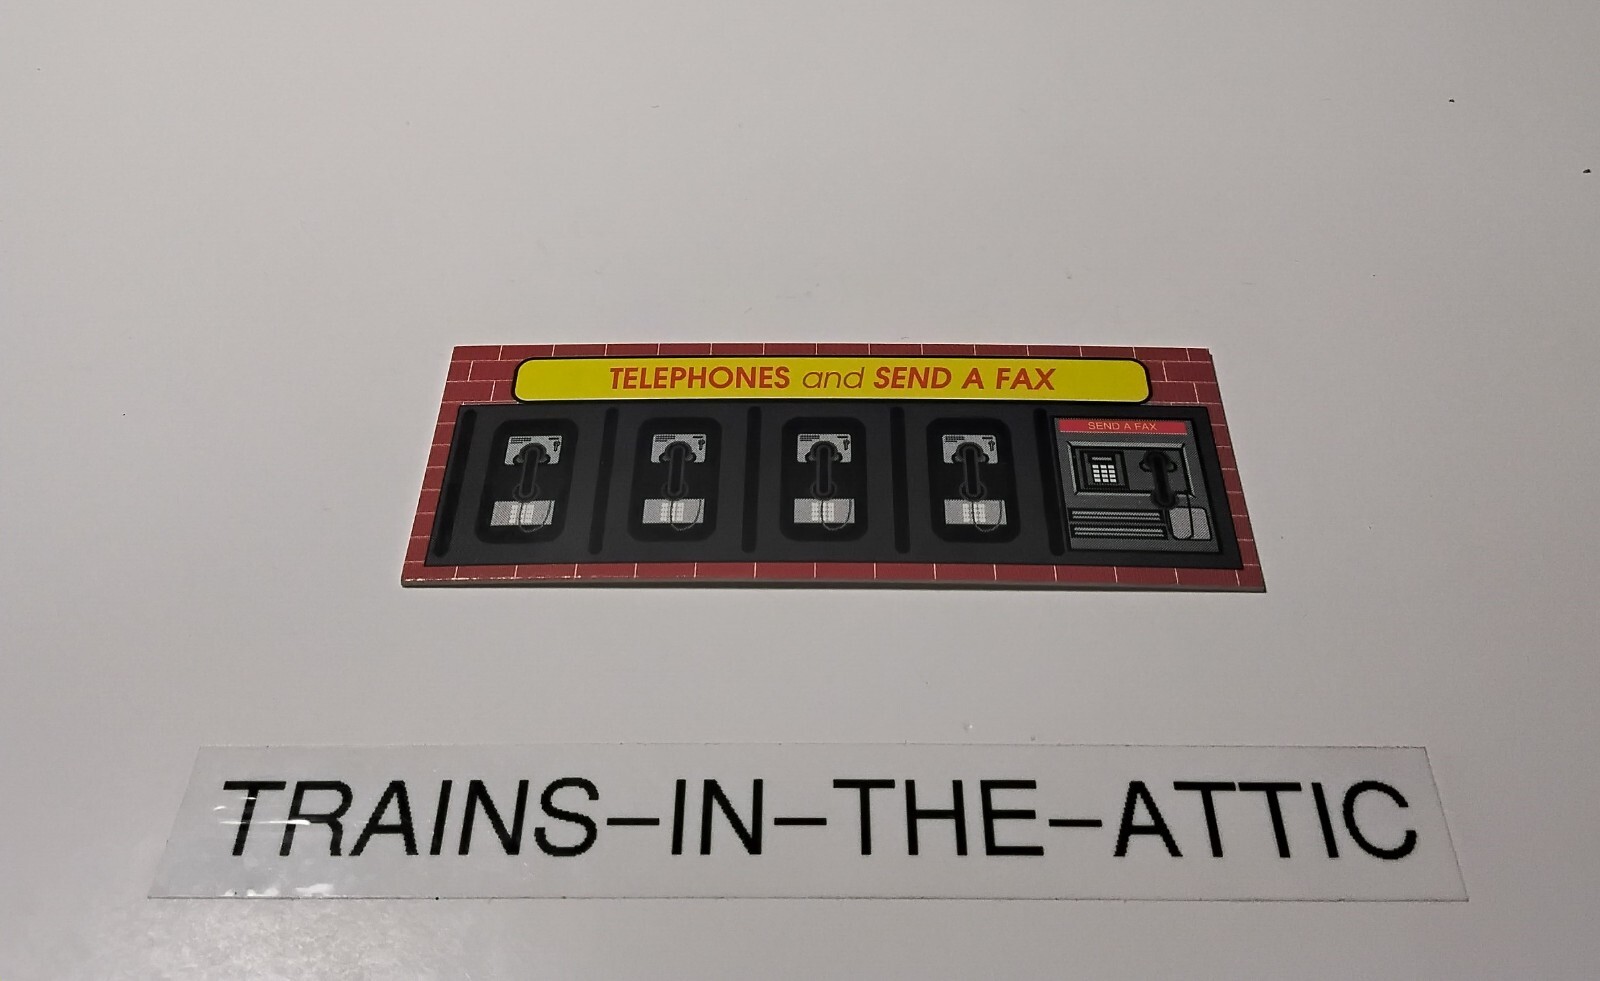 TELEPHONES and SEND A FAX
SEND A FAX
TRAINS-IN-THE-ATTIC